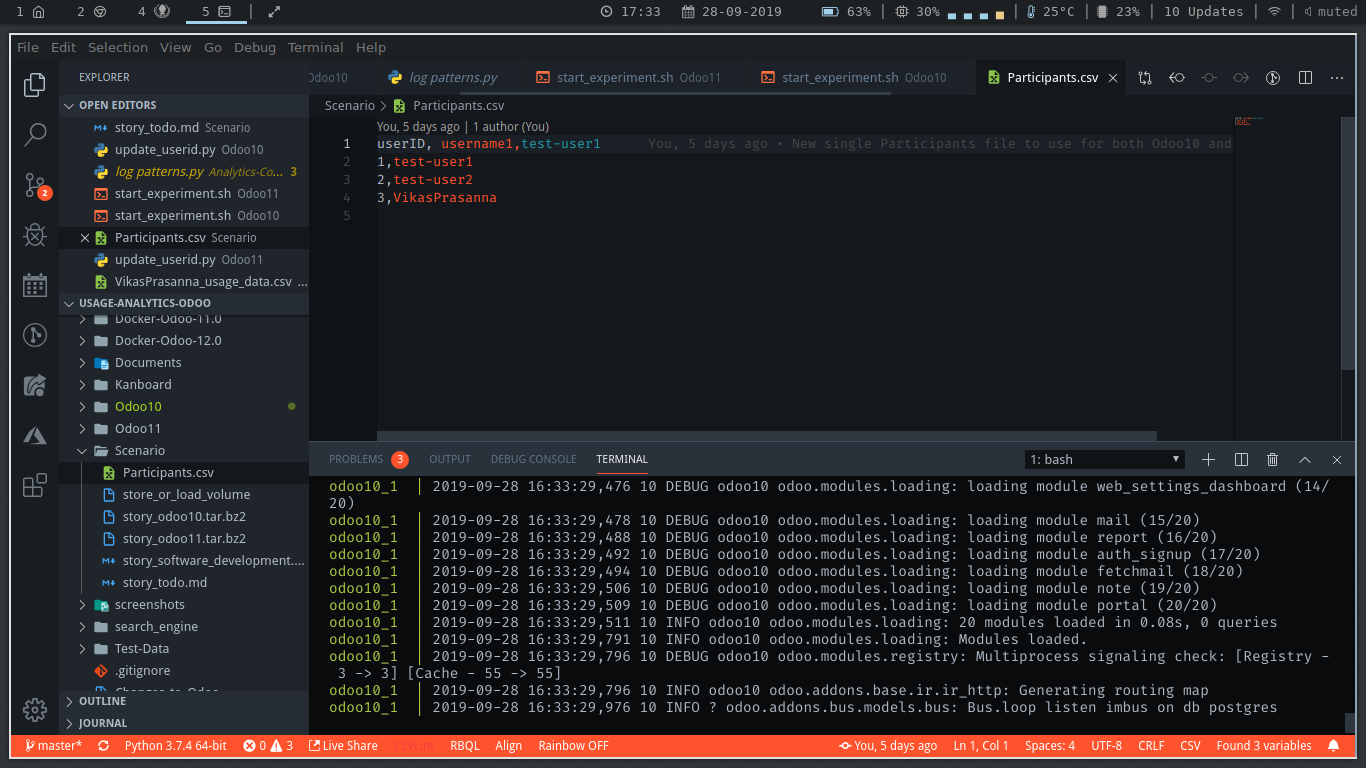 1 2 4 5 17:33 28-09-2019 63% | 30% | 25°C | 23% | 10 Updates | | muted
File Edit Selection View Go Debug Terminal Help
EXPLORER
OPEN EDITORS
story_todo.md Scenario
update_userid.py Odoo10
log patterns.py Analytics-Co... 3
start_experiment.sh Odoo11
start_experiment.sh Odoo10
Participants.csv Scenario
update_userid.py Odoo11
VikasPrasanna_usage_data.csv ...
2
USAGE-ANALYTICS-ODOO
Docker-Odoo-11.0
Docker-Odoo-12.0
Documents
Kanboard
Odoo10
Odoo11
Scenario
Participants.csv
store_or_load_volume
story_odoo10.tar.bz2
story_odoo11.tar.bz2
story_software_development....
story_todo.md
screenshots
search_engine
Test-Data
.gitignore
Changes-to-Odoo
OUTLINE
JOURNAL
Odoo10 log patterns.py start_experiment.sh Odoo11 start_experiment.sh Odoo10 Participants.csv
Scenario > Participants.csv
You, 5 days ago | 1 author (You)
1 userID, username1,test-user1 You, 5 days ago • New single Participants file to use for both Odoo10 and
2 1,test-user1
3 2,test-user2
4 3,VikasPrasanna
5
PROBLEMS 3 OUTPUT DEBUG CONSOLE TERMINAL 1: bash
odoo10_1 | 2019-09-28 16:33:29,476 10 DEBUG odoo10 odoo.modules.loading: loading module web_settings_dashboard (14/
20)
odoo10_1 | 2019-09-28 16:33:29,478 10 DEBUG odoo10 odoo.modules.loading: loading module mail (15/20)
odoo10_1 | 2019-09-28 16:33:29,488 10 DEBUG odoo10 odoo.modules.loading: loading module report (16/20)
odoo10_1 | 2019-09-28 16:33:29,492 10 DEBUG odoo10 odoo.modules.loading: loading module auth_signup (17/20)
odoo10_1 | 2019-09-28 16:33:29,494 10 DEBUG odoo10 odoo.modules.loading: loading module fetchmail (18/20)
odoo10_1 | 2019-09-28 16:33:29,506 10 DEBUG odoo10 odoo.modules.loading: loading module note (19/20)
odoo10_1 | 2019-09-28 16:33:29,509 10 DEBUG odoo10 odoo.modules.loading: loading module portal (20/20)
odoo10_1 | 2019-09-28 16:33:29,511 10 INFO odoo10 odoo.modules.loading: 20 modules loaded in 0.08s, 0 queries
odoo10_1 | 2019-09-28 16:33:29,791 10 INFO odoo10 odoo.modules.loading: Modules loaded.
odoo10_1 | 2019-09-28 16:33:29,796 10 DEBUG odoo10 odoo.modules.registry: Multiprocess signaling check: [Registry -
3 -> 3] [Cache - 55 -> 55]
odoo10_1 | 2019-09-28 16:33:29,796 10 INFO odoo10 odoo.addons.base.ir.ir_http: Generating routing map
odoo10_1 | 2019-09-28 16:33:29,976 10 INFO ? odoo.addons.bus.models.bus: Bus.loop listen imbus on db postgres
master* Python 3.7.4 64-bit 0 3 Live Share CSVLint RBQL Align Rainbow OFF You, 5 days ago Ln 1, Col 1 Spaces: 4 UTF-8 CRLF CSV Found 3 variables